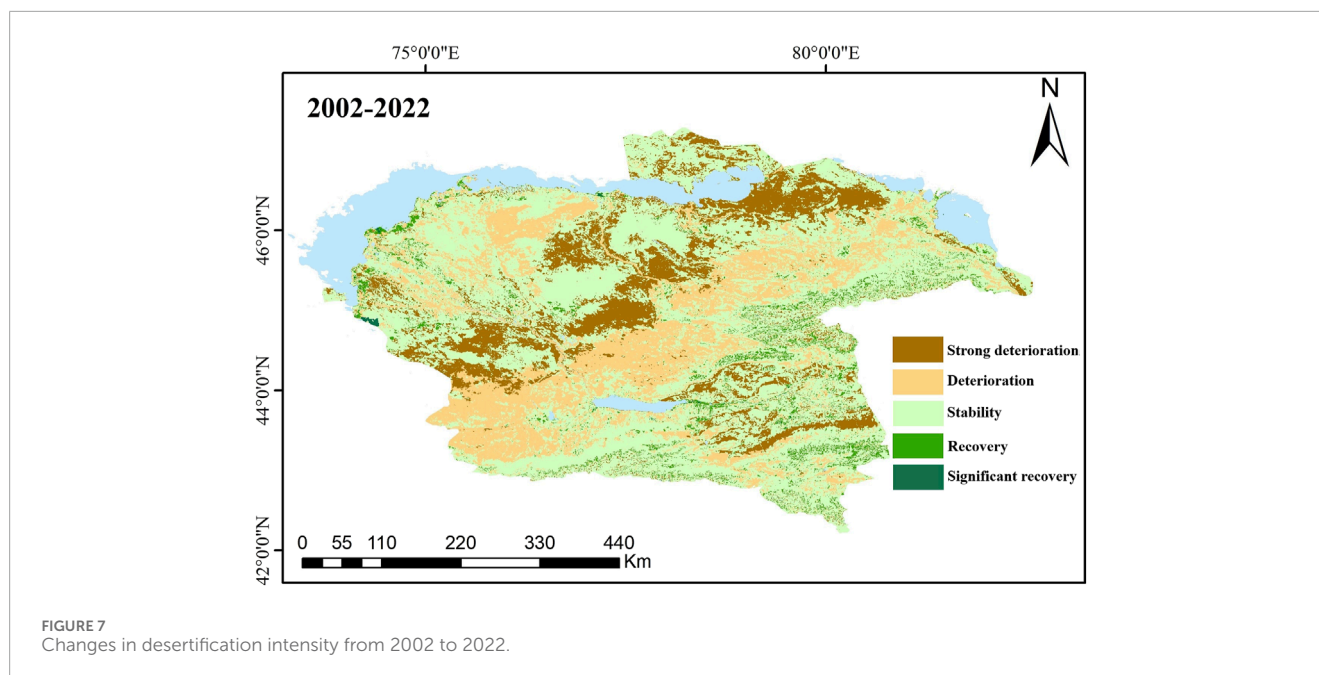 75°0'0"E 80°0'0"E
2002-2022
N
46°0'0"N
44°0'0"N
42°0'0"N
Strong deterioration
Deterioration
Stability
Recovery
Significant recovery
0 55 110 220 330 440
Km
FIGURE 7
Changes in desertification intensity from 2002 to 2022.